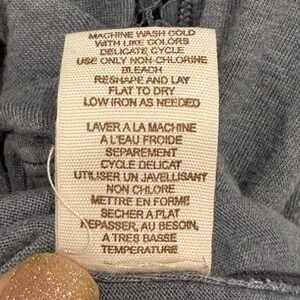 MACHINE WASH COLD
WITH LIKE COLORS
DELICATE CYCLE
USE ONLY NON-CHLORINE
BLEACH
RESHAPE AND LAY
FLAT TO DRY
LOW IRON AS NEEDED
LAVER A LA MACHINE
A L'EAU FROIDE
SEPAREMENT
CYCLE DELICAT
UTILISER UN JAVELLISANT
NON CHLORE
METTRE EN FORME
SECHER A PLAT
REPASSER, AU BESOIN,
A TRES BASSE
TEMPERATURE